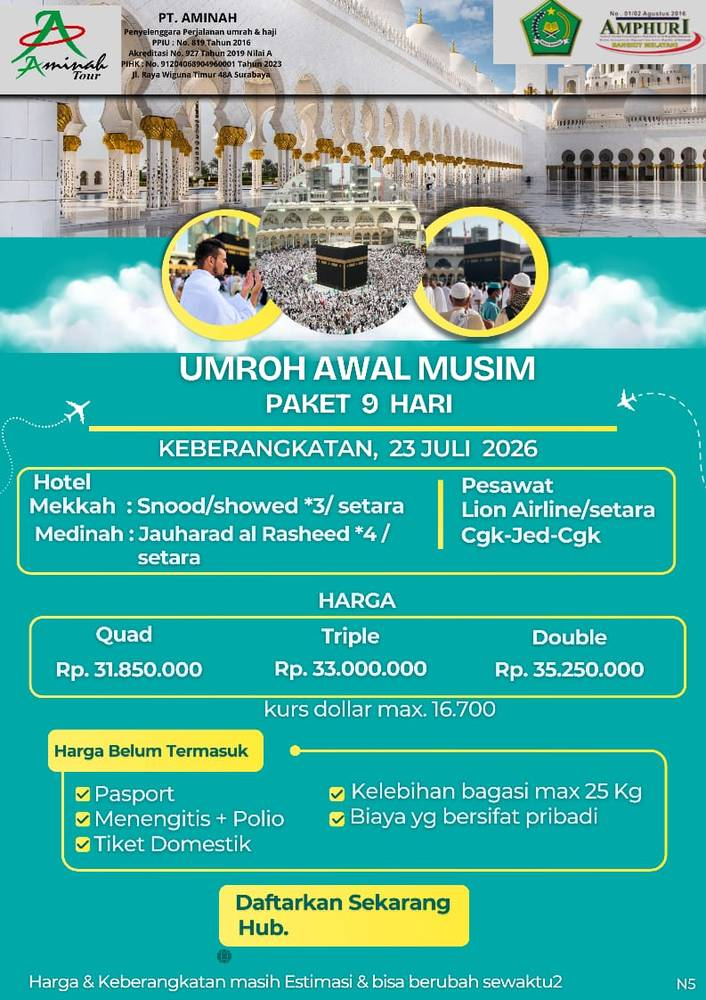 Aminah
Tour
PT. AMINAH
Penyelenggara Perjalanan umrah & haji
PPIU : No. 819 Tahun 2016
Akreditasi No. 927 Tahun 2019 Nilai A
PIHK : No. 91204068904960001 Tahun 2023
Jl. Raya Wiguna Timur 48A Surabaya
No . 01/02 Agustus 2016
AMPHURI
SANGGUP MELAYANI
UMROH AWAL MUSIM
PAKET 9 HARI
KEBERANGKATAN, 23 JULI 2026
Hotel
Mekkah : Snood/showed *3/ setara
Medinah : Jauharad al Rasheed *4 /
setara
Pesawat
Lion Airline/setara
Cgk-Jed-Cgk
HARGA
Quad
Rp. 31.850.000
Triple
Rp. 33.000.000
Double
Rp. 35.250.000
kurs dollar max. 16.700
Harga Belum Termasuk
Pasport
Menengitis + Polio
Tiket Domestik
Kelebihan bagasi max 25 Kg
Biaya yg bersifat pribadi
Daftarkan Sekarang
Hub.
Harga & Keberangkatan masih Estimasi & bisa berubah sewaktu2
N5